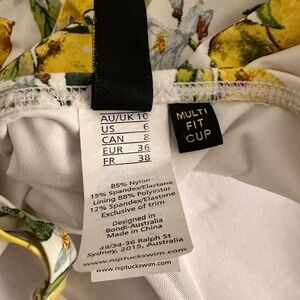 AU/UK 10
US 6
CAN 8
EUR 36
FR 38
85% Nylon
15% Spandex/Elastane
Lining 88% Polyester
12% Spandex/Elastane
Exclusive of trim
Designed in
Bondi-Australia
Made in China
49/34-36 Ralph St
Sydney, 2015, Australia
www.niptuckswim.com
MULTI
FIT
CUP